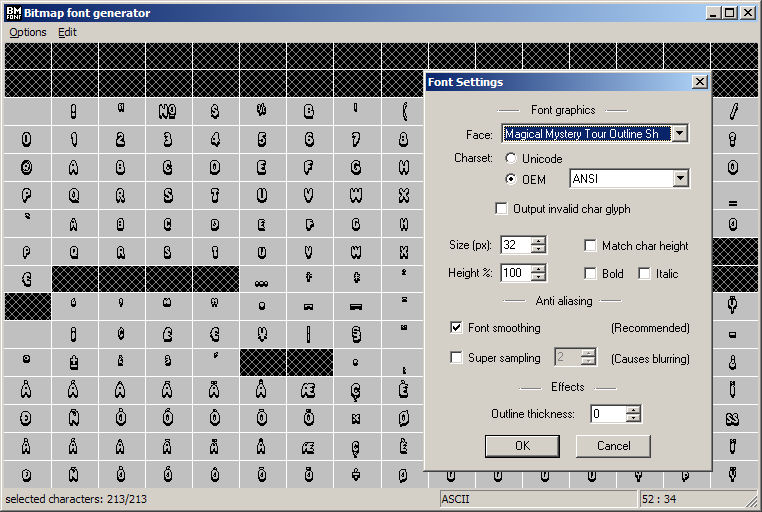 BM FONT Bitmap font generator
Options Edit
Font Settings
Font graphics
Face: Magical Mystery Tour Outline Sh
Charset: Unicode
OEM ANSI
Output invalid char glyph
Size (px): 32 Match char height
Height %: 100 Bold Italic
Anti aliasing
Font smoothing (Recommended)
Super sampling 2 (Causes blurring)
Effects
Outline thickness: 0
OK Cancel
! " № $ % & ' ( /
0 1 2 3 4 5 6 7 8 ?
@ A B C D E F G H O
P Q R S T U V W X _
` A B C D E F G H O
P Q R S T U V W X
€ … † ‡
¡ ¢ £ € ¥ | § ¨
À Á Â Ã Ä Å Æ Ç È
Ñ Ò Ó Ô Õ Ö × Ø
À Á Â Ã Ä Å Æ Ç È
Ñ Ò Ó Ô Õ Ö ÷ Ø
selected characters: 213/213 ASCII 52 : 34